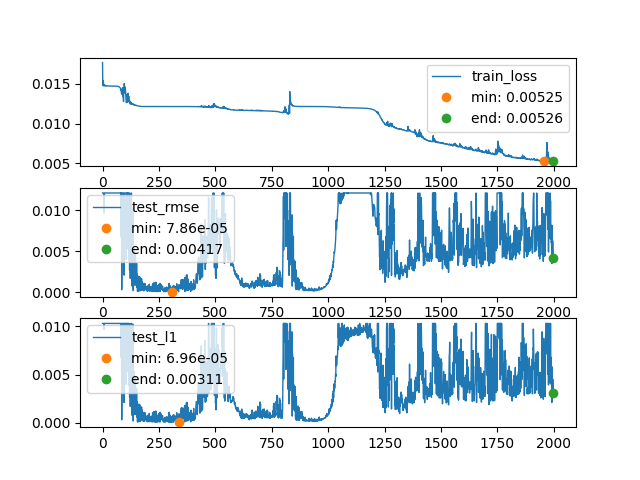 train_loss
min: 0.00525
end: 0.00526
0.015
0.010
0.005
0 250 500 750 1000 1250 1500 1750 2000
test_rmse
min: 7.86e-05
end: 0.00417
0.010
0.005
0.000
0 250 500 750 1000 1250 1500 1750 2000
test_l1
min: 6.96e-05
end: 0.00311
0.010
0.005
0.000
0 250 500 750 1000 1250 1500 1750 2000